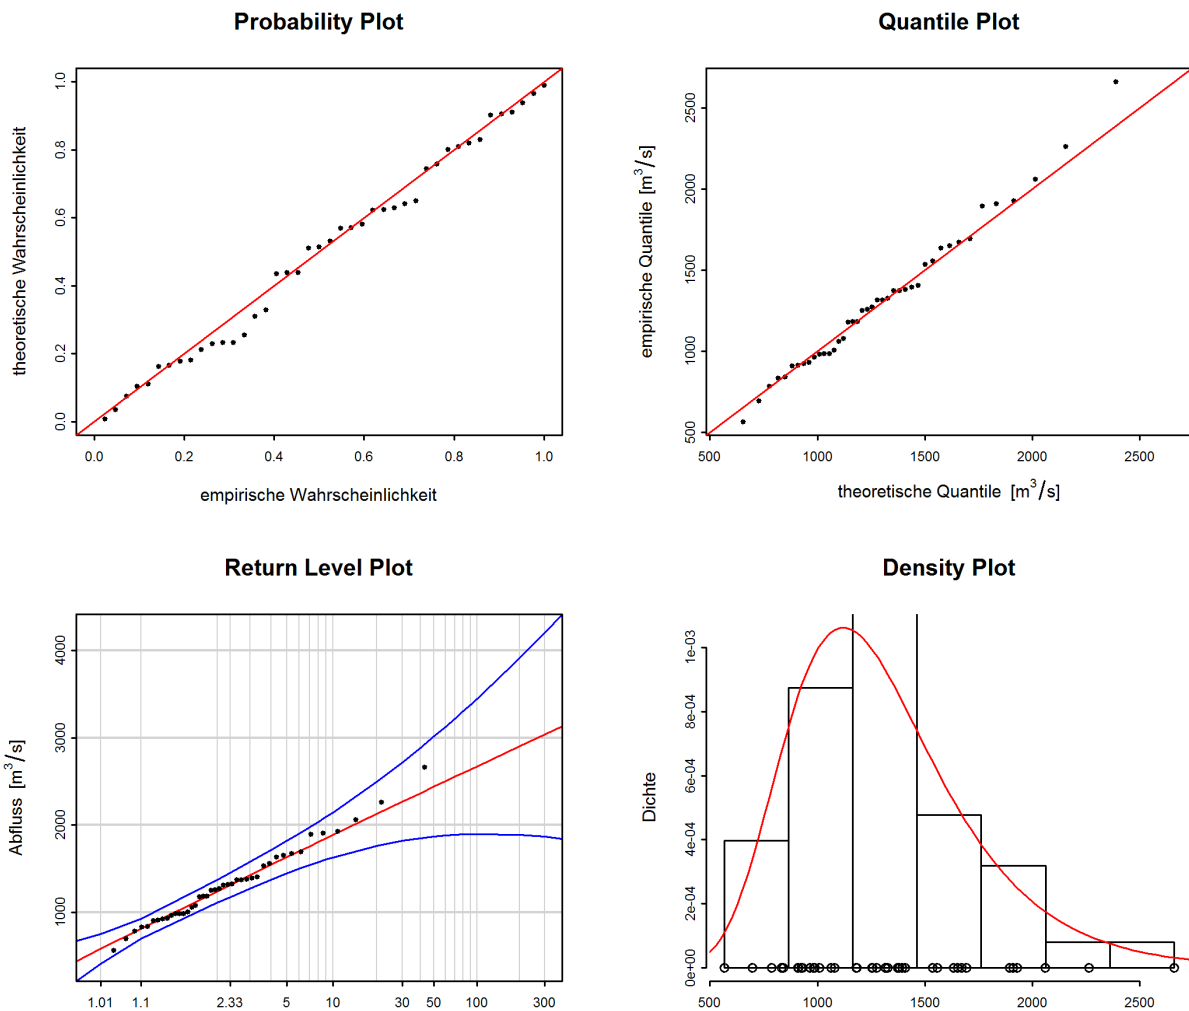 Probability Plot
theoretische Wahrscheinlichkeit
0.0 0.2 0.4 0.6 0.8 1.0
0.0 0.2 0.4 0.6 0.8 1.0
empirische Wahrscheinlichkeit
Quantile Plot
empirische Quantile [m³/s]
500 1000 1500 2000 2500
500 1000 1500 2000 2500
theoretische Quantile [m³/s]
Return Level Plot
Abfluss [m³/s]
1000 2000 3000 4000
1.01 1.1 2.33 5 10 30 50 100 300
Density Plot
Dichte
0e+00 2e-04 4e-04 6e-04 8e-04 1e-03
500 1000 1500 2000 2500